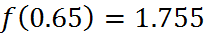 f(0.65) = 1.755